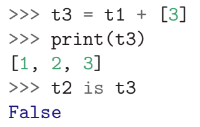 >>> t3 = t1 + [3]
>>> print(t3)
[1, 2, 3]
>>> t2 is t3
False